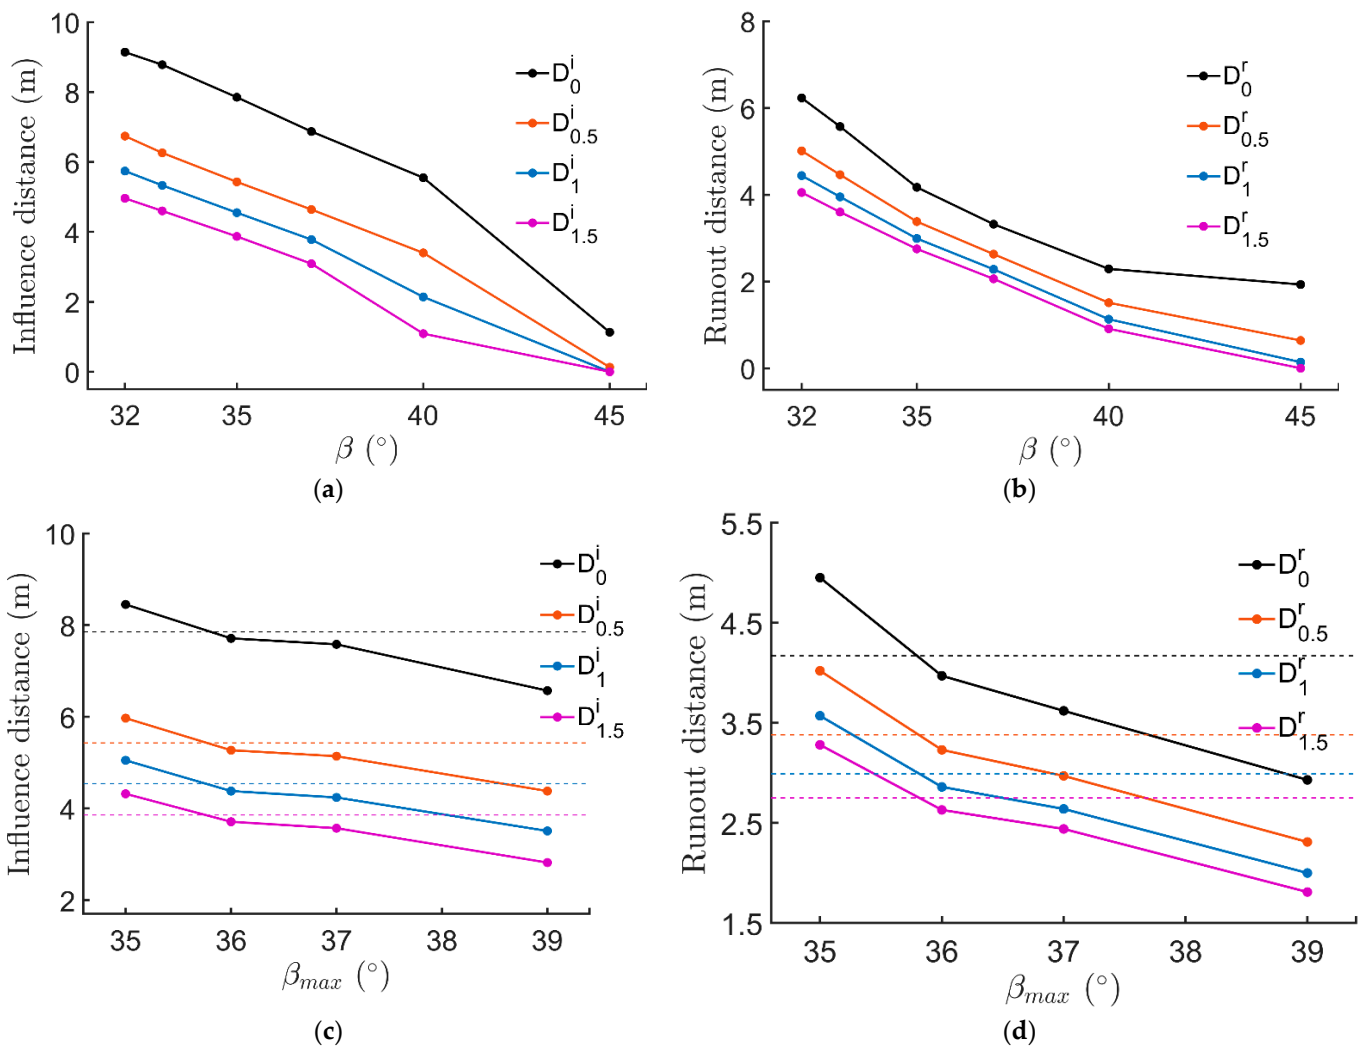 10
8
6
4
2
0
Influence distance (m)
D₀ⁱ
D₀.₅ⁱ
D₁ⁱ
D₁.₅ⁱ
32 35 40 45
β (°)
(a)
8
6
4
2
0
Runout distance (m)
D₀ʳ
D₀.₅ʳ
D₁ʳ
D₁.₅ʳ
32 35 40 45
β (°)
(b)
10
8
6
4
2
Influence distance (m)
D₀ⁱ
D₀.₅ⁱ
D₁ⁱ
D₁.₅ⁱ
35 36 37 38 39
βmax (°)
(c)
5.5
4.5
3.5
2.5
1.5
Runout distance (m)
D₀ʳ
D₀.₅ʳ
D₁ʳ
D₁.₅ʳ
35 36 37 38 39
βmax (°)
(d)